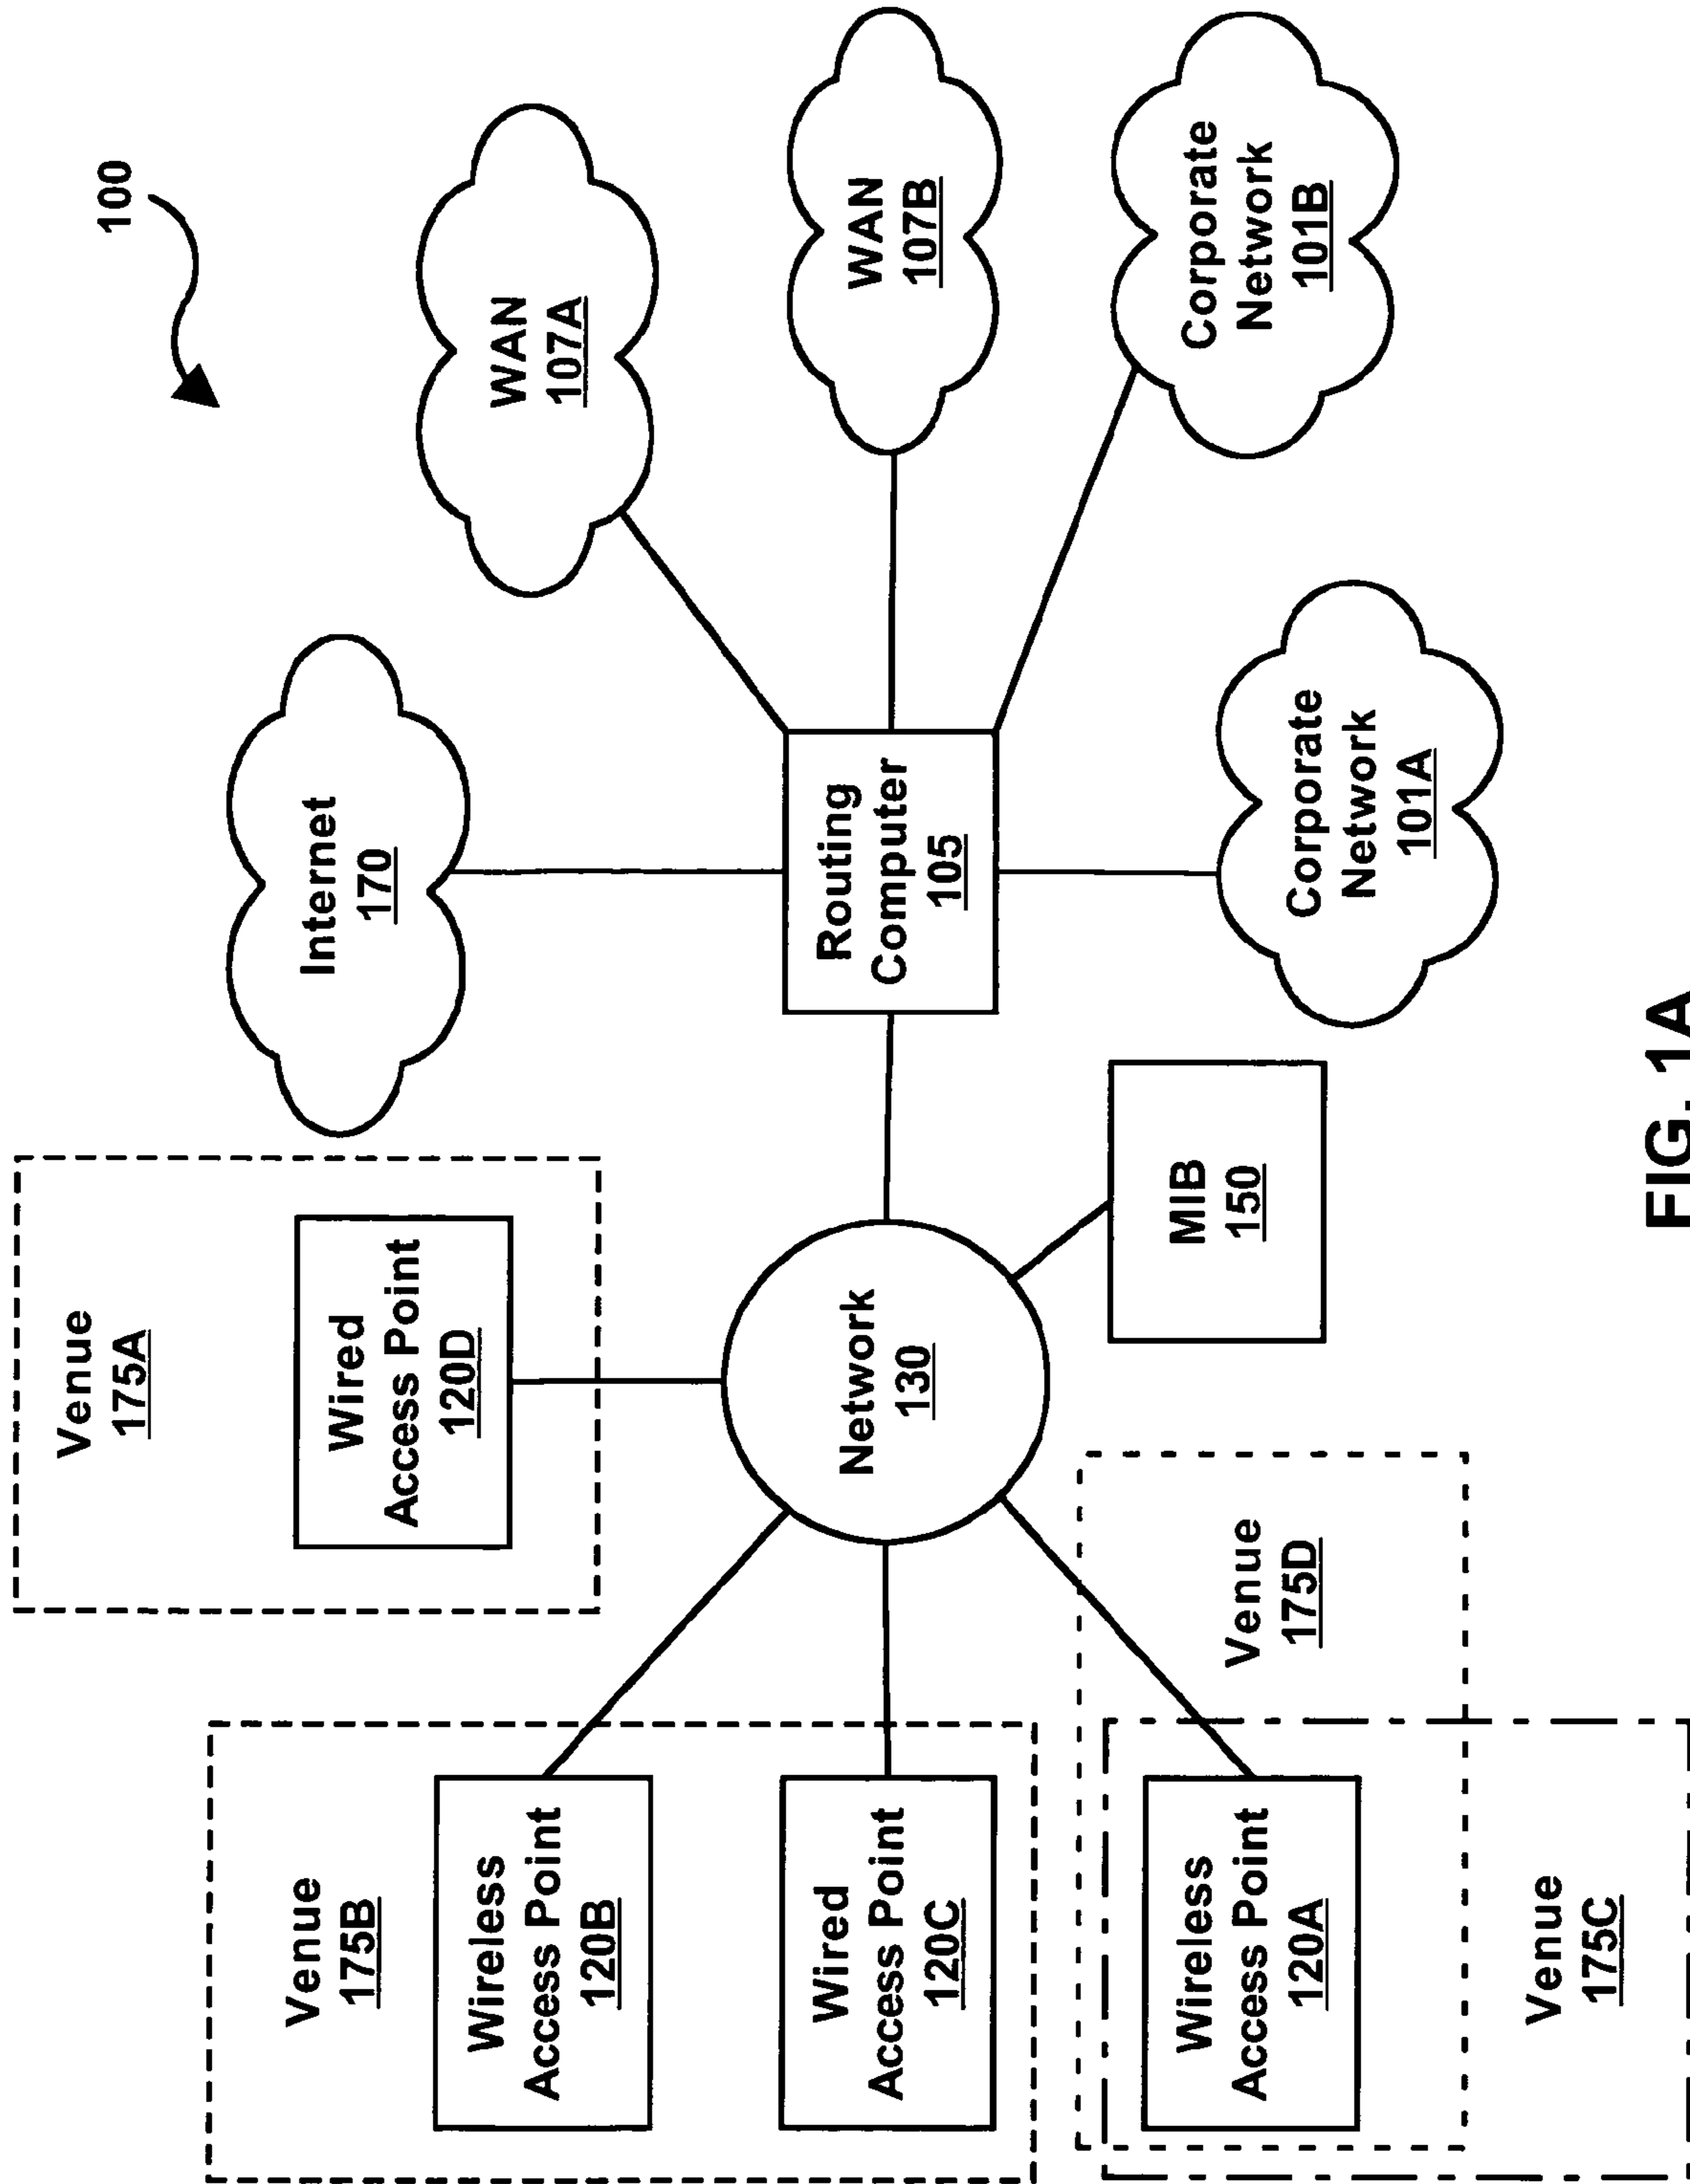 100
Venue
175A
Wired
Access Point
120D
Internet
170
WAN
107A
Venue
175B
Wireless
Access Point
120B
Wired
Access Point
120C
Network
130
Routing
Computer
105
WAN
107B
Wireless
Access Point
120A
Venue
175D
Venue
175C
MIB
150
Corporate
Network
101A
Corporate
Network
101B
FIG. 1A